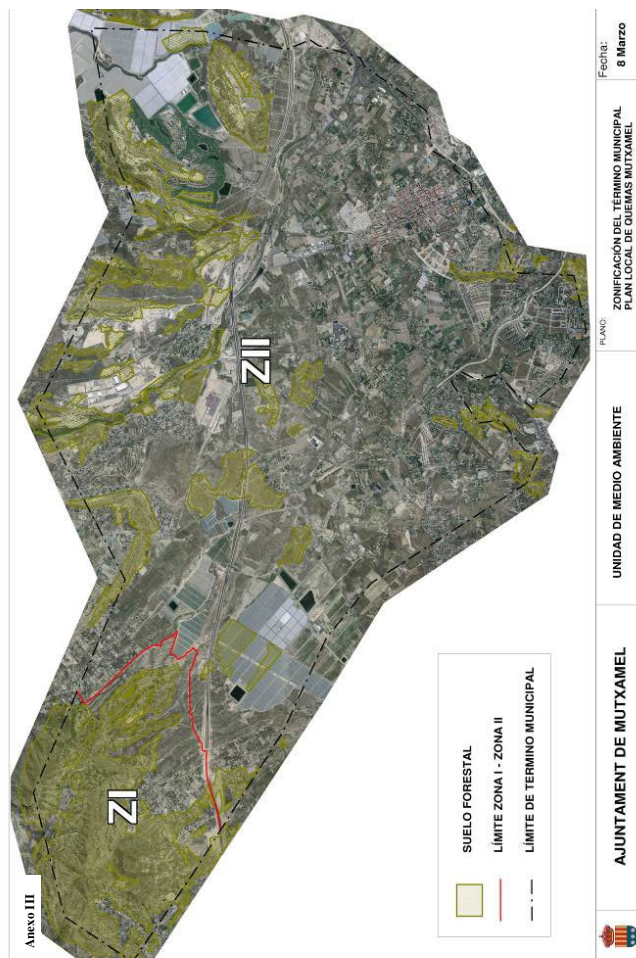 Anexo III
ZI
ZII
SUELO FORESTAL
LÍMITE ZONA I - ZONA II
LÍMITE DE TERMINO MUNICIPAL
AJUNTAMENT DE MUTXAMEL
UNIDAD DE MEDIO AMBIENTE
PLANO:
ZONIFICACIÓN DEL TÉRMINO MUNICIPAL
PLAN LOCAL DE QUEMAS MUTXAMEL
Fecha:
8 Marzo